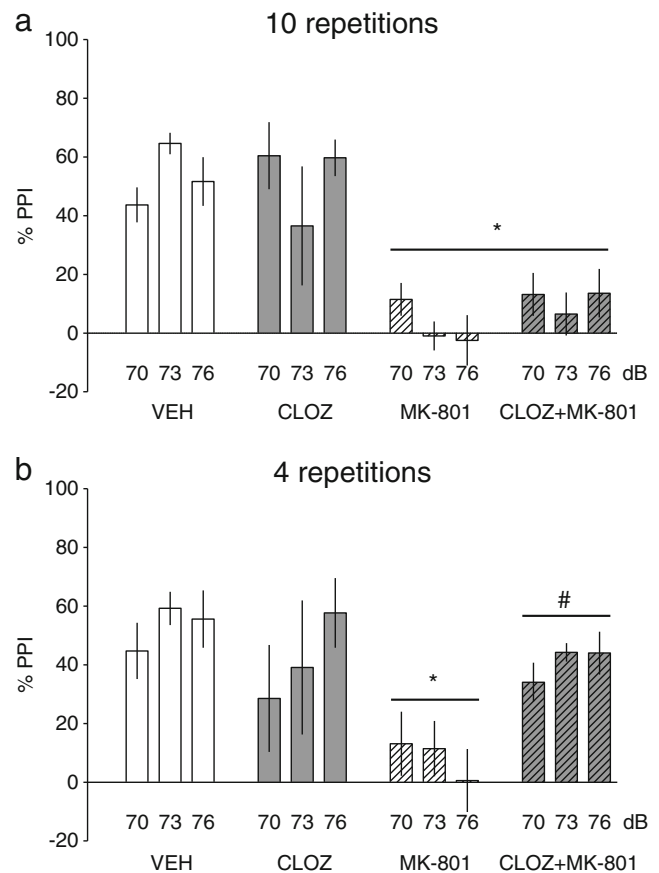 a
10 repetitions
100
80
60
40
20
0
-20
% PPI
*
70 73 76 70 73 76 70 73 76 70 73 76 dB
VEH CLOZ MK-801 CLOZ+MK-801
b
4 repetitions
100
80
60
40
20
0
-20
% PPI
*
#
70 73 76 70 73 76 70 73 76 70 73 76 dB
VEH CLOZ MK-801 CLOZ+MK-801